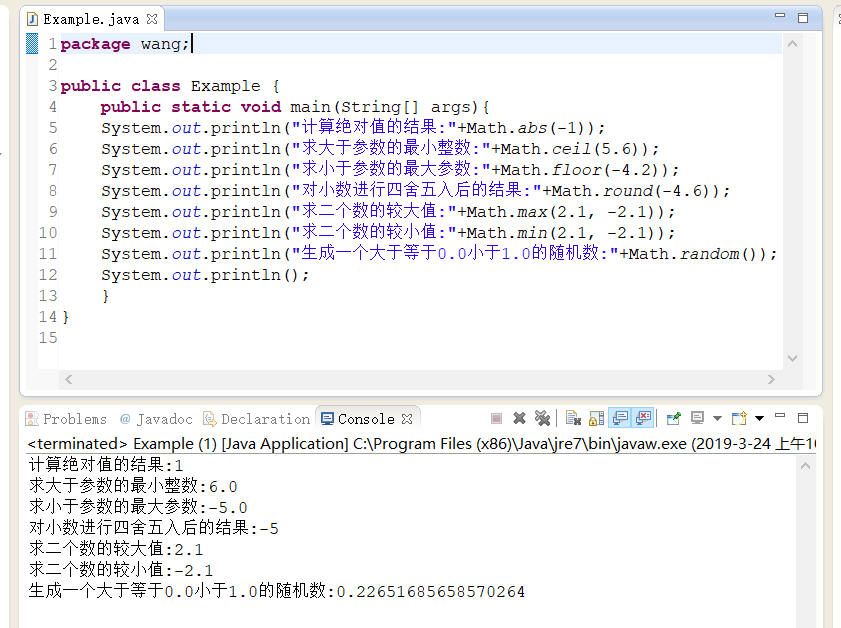 Example.java
1 package wang;
2
3 public class Example {
4 public static void main(String[] args){
5 System.out.println("计算绝对值的结果:"+Math.abs(-1));
6 System.out.println("求大于参数的最小整数:"+Math.ceil(5.6));
7 System.out.println("求小于参数的最大参数:"+Math.floor(-4.2));
8 System.out.println("对小数进行四舍五入后的结果:"+Math.round(-4.6));
9 System.out.println("求二个数的较大值:"+Math.max(2.1, -2.1));
10 System.out.println("求二个数的较小值:"+Math.min(2.1, -2.1));
11 System.out.println("生成一个大于等于0.0小于1.0的随机数:"+Math.random());
12 System.out.println();
13 }
14 }
15
Problems @ Javadoc Declaration Console
<terminated> Example (1) [Java Application] C:\Program Files (x86)\Java\jre7\bin\javaw.exe (2019-3-24 上午1
计算绝对值的结果:1
求大于参数的最小整数:6.0
求小于参数的最大参数:-5.0
对小数进行四舍五入后的结果:-5
求二个数的较大值:2.1
求二个数的较小值:-2.1
生成一个大于等于0.0小于1.0的随机数:0.22651685658570264